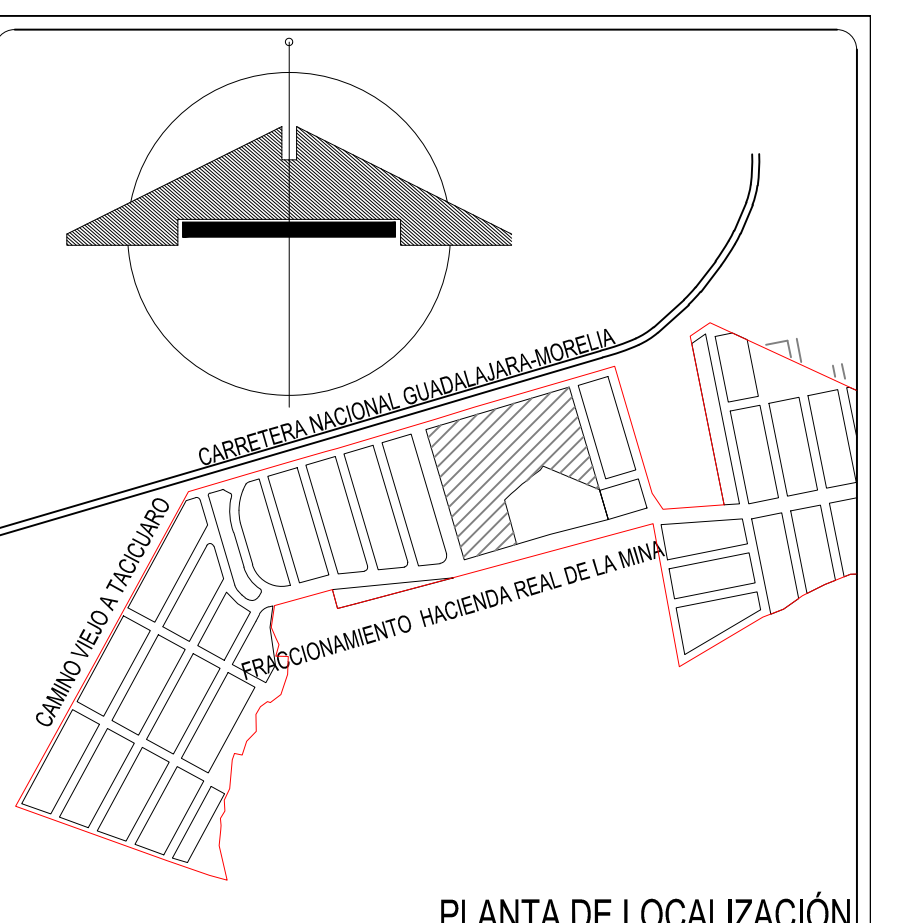 CARRETERA NACIONAL GUADALAJARA-MORELIA
CAMINO VIEJO A TACICUARO
FRACCIONAMIENTO HACIENDA REAL DE LA MINA
PLANTA DE LOCALIZACIÓN